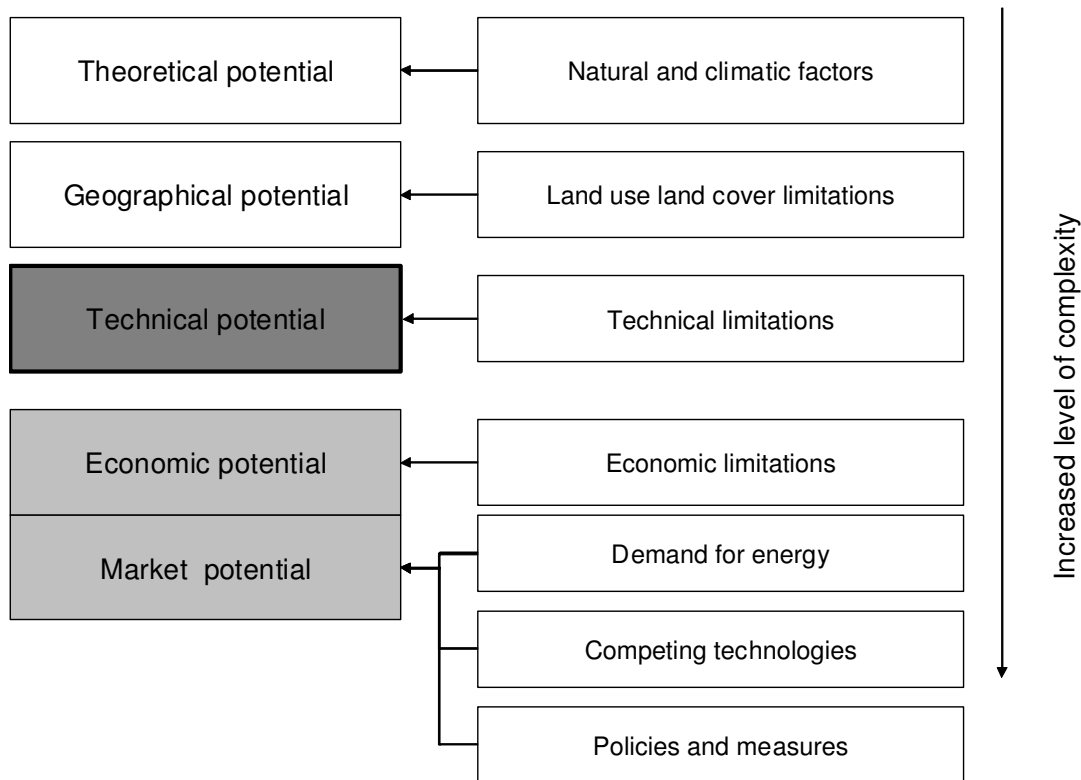 Theoretical potential
Natural and climatic factors
Geographical potential
Land use land cover limitations
Technical potential
Technical limitations
Economic potential
Economic limitations
Market potential
Demand for energy
Competing technologies
Policies and measures
Increased level of complexity